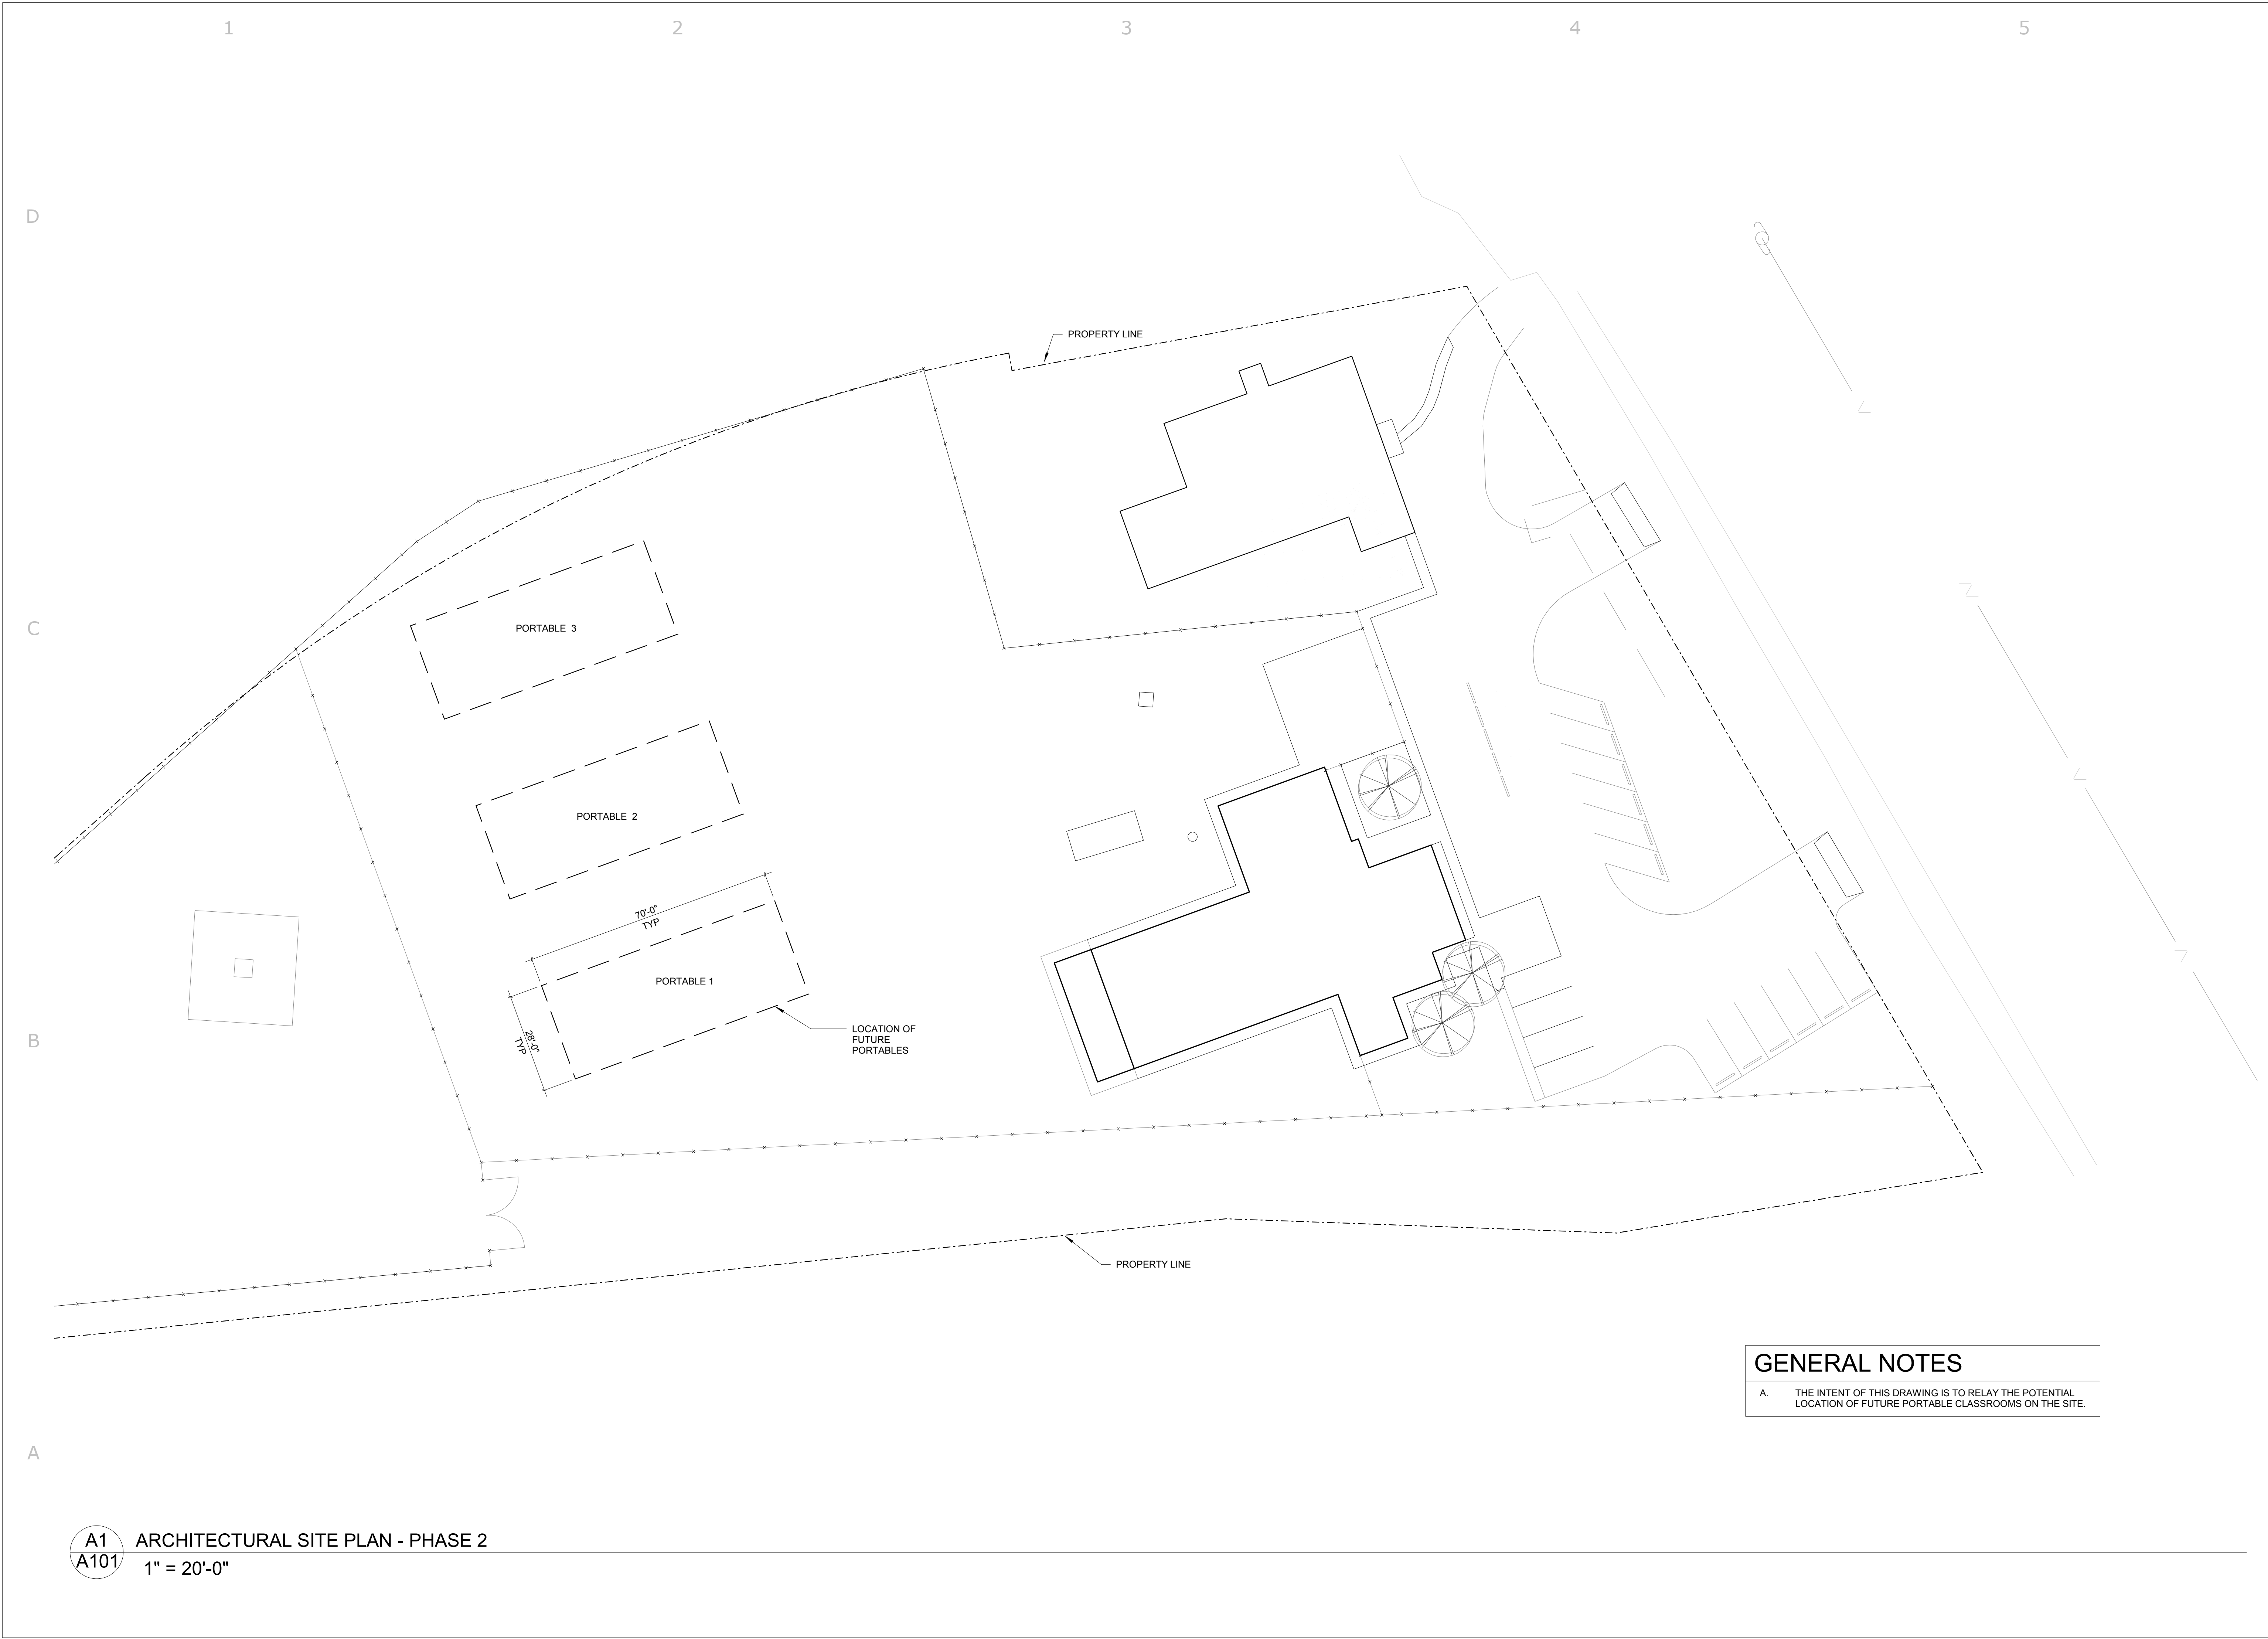 1 2 3 4 5
D
PROPERTY LINE
C
PORTABLE 3
PORTABLE 2
70'-0"
TYP
PORTABLE 1
28'-0"
TYP
LOCATION OF
FUTURE
PORTABLES
B
PROPERTY LINE
GENERAL NOTES
A. THE INTENT OF THIS DRAWING IS TO RELAY THE POTENTIAL
LOCATION OF FUTURE PORTABLE CLASSROOMS ON THE SITE.
A
A1
A101
ARCHITECTURAL SITE PLAN - PHASE 2
1" = 20'-0"